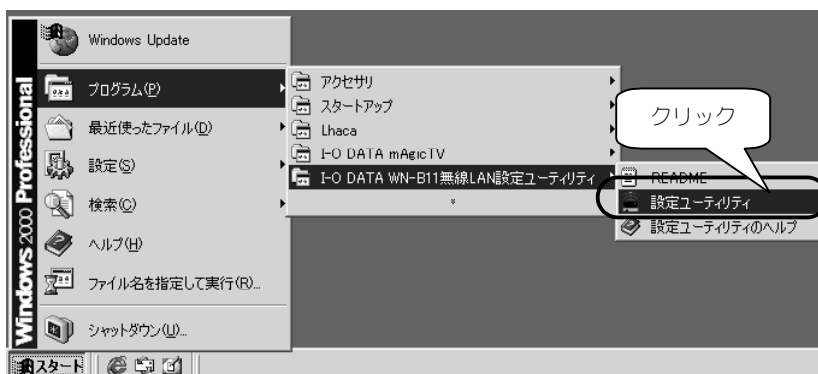 Windows 2000 Professional
Windows Update
プログラム(P)
最近使ったファイル(D)
設定(S)
検索(C)
ヘルプ(H)
ファイル名を指定して実行(R)...
シャットダウン(U)...
アクセサリ
スタートアップ
Lhaca
I-O DATA mAgicTV
I-O DATA WN-B11無線LAN設定ユーティリティ
クリック
README
設定ユーティリティ
設定ユーティリティのヘルプ
スタート